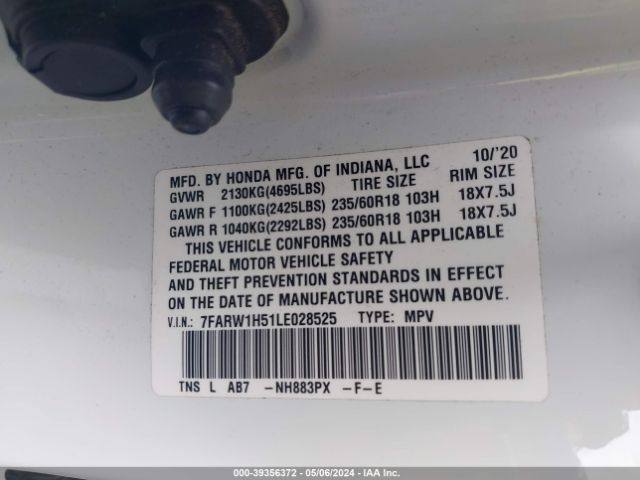 MFD. BY HONDA MFG. OF INDIANA, LLC 10/'20
GVWR 2130KG(4695LBS) TIRE SIZE RIM SIZE
GAWR F 1100KG(2425LBS) 235/60R18 103H 18X7.5J
GAWR R 1040KG(2292LBS) 235/60R18 103H 18X7.5J
THIS VEHICLE CONFORMS TO ALL APPLICABLE
FEDERAL MOTOR VEHICLE SAFETY
AND THEFT PREVENTION STANDARDS IN EFFECT
ON THE DATE OF MANUFACTURE SHOWN ABOVE.
V.I.N.: 7FARW1H51LE028525 TYPE: MPV
TNS L AB7 -NH883PX -F-E
000-39356372 - 05/06/2024 - IAA Inc.